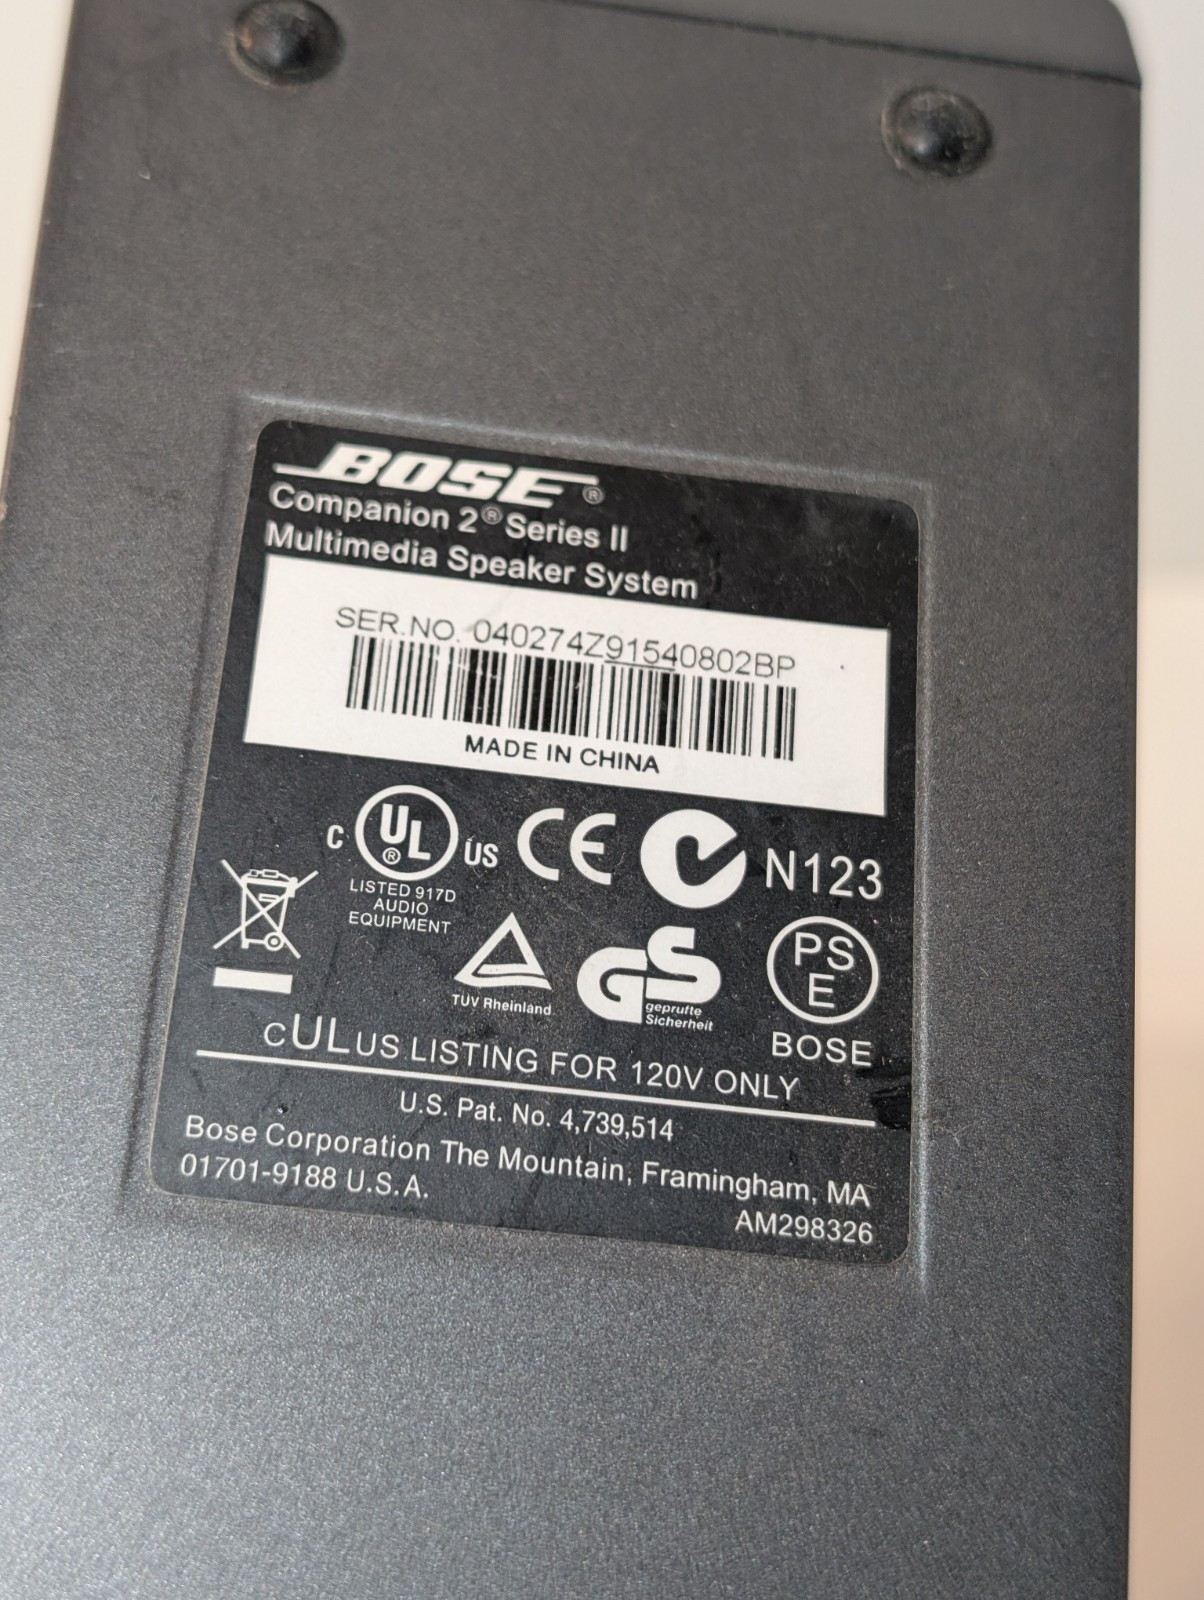 BOSE®
Companion 2® Series II
Multimedia Speaker System
SER.NO. 040274Z91540802BP
MADE IN CHINA
C UL® US
LISTED 917D
AUDIO
EQUIPMENT
CE
N123
TUV Rheinland
GS
geprufte
Sicherheit
PS
E
BOSE
CULUS LISTING FOR 120V ONLY
U.S. Pat. No. 4,739,514
Bose Corporation The Mountain, Framingham, MA
01701-9188 U.S.A.
AM298326